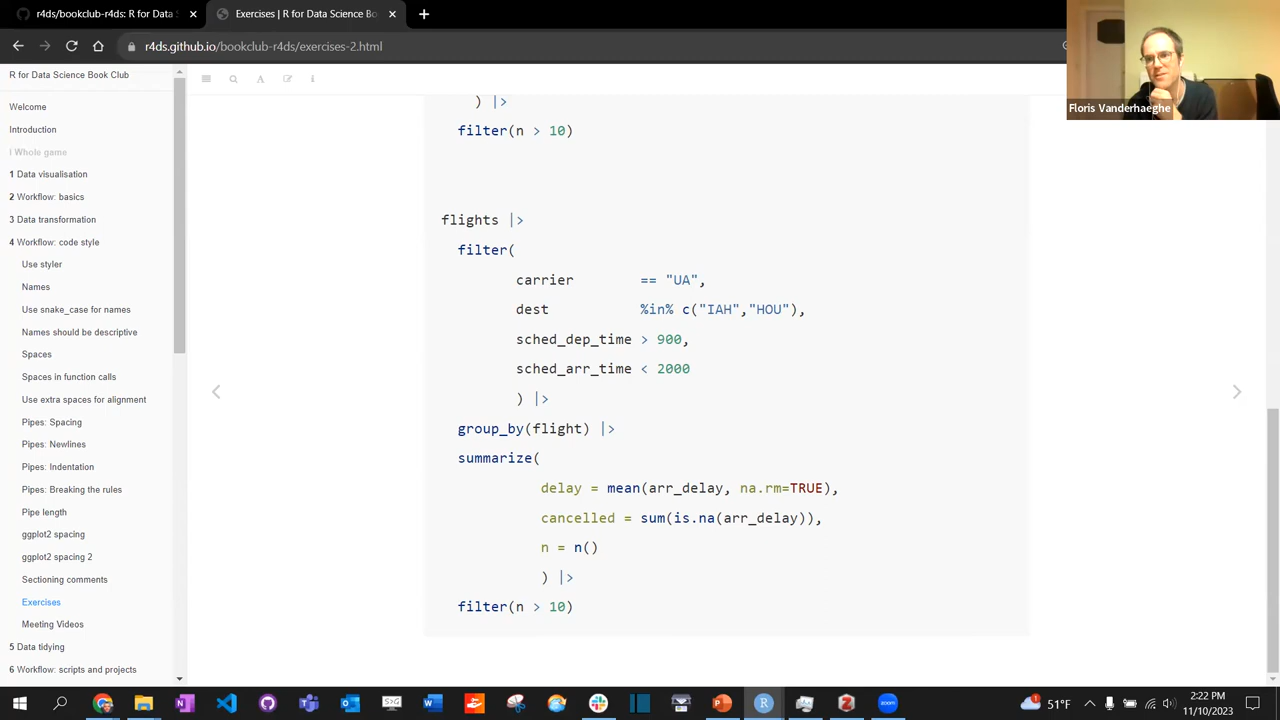 r4ds/bookclub-r4ds: R for Data S
Exercises | R for Data Science Bo
r4ds.github.io/bookclub-r4ds/exercises-2.html
Floris Vanderhaeghe
R for Data Science Book Club
Welcome
Introduction
I Whole game
1 Data visualisation
2 Workflow: basics
3 Data transformation
4 Workflow: code style
Use styler
Names
Use snake_case for names
Names should be descriptive
Spaces
Spaces in function calls
Use extra spaces for alignment
Pipes: Spacing
Pipes: Newlines
Pipes: Indentation
Pipes: Breaking the rules
Pipe length
ggplot2 spacing
ggplot2 spacing 2
Sectioning comments
Exercises
Meeting Videos
5 Data tidying
6 Workflow: scripts and projects
) |>
filter(n > 10)
flights |>
filter(
carrier == "UA",
dest %in% c("IAH","HOU"),
sched_dep_time > 900,
sched_arr_time < 2000
) |>
group_by(flight) |>
summarize(
delay = mean(arr_delay, na.rm=TRUE),
cancelled = sum(is.na(arr_delay)),
n = n()
) |>
filter(n > 10)
51°F
2:22 PM
11/10/2023